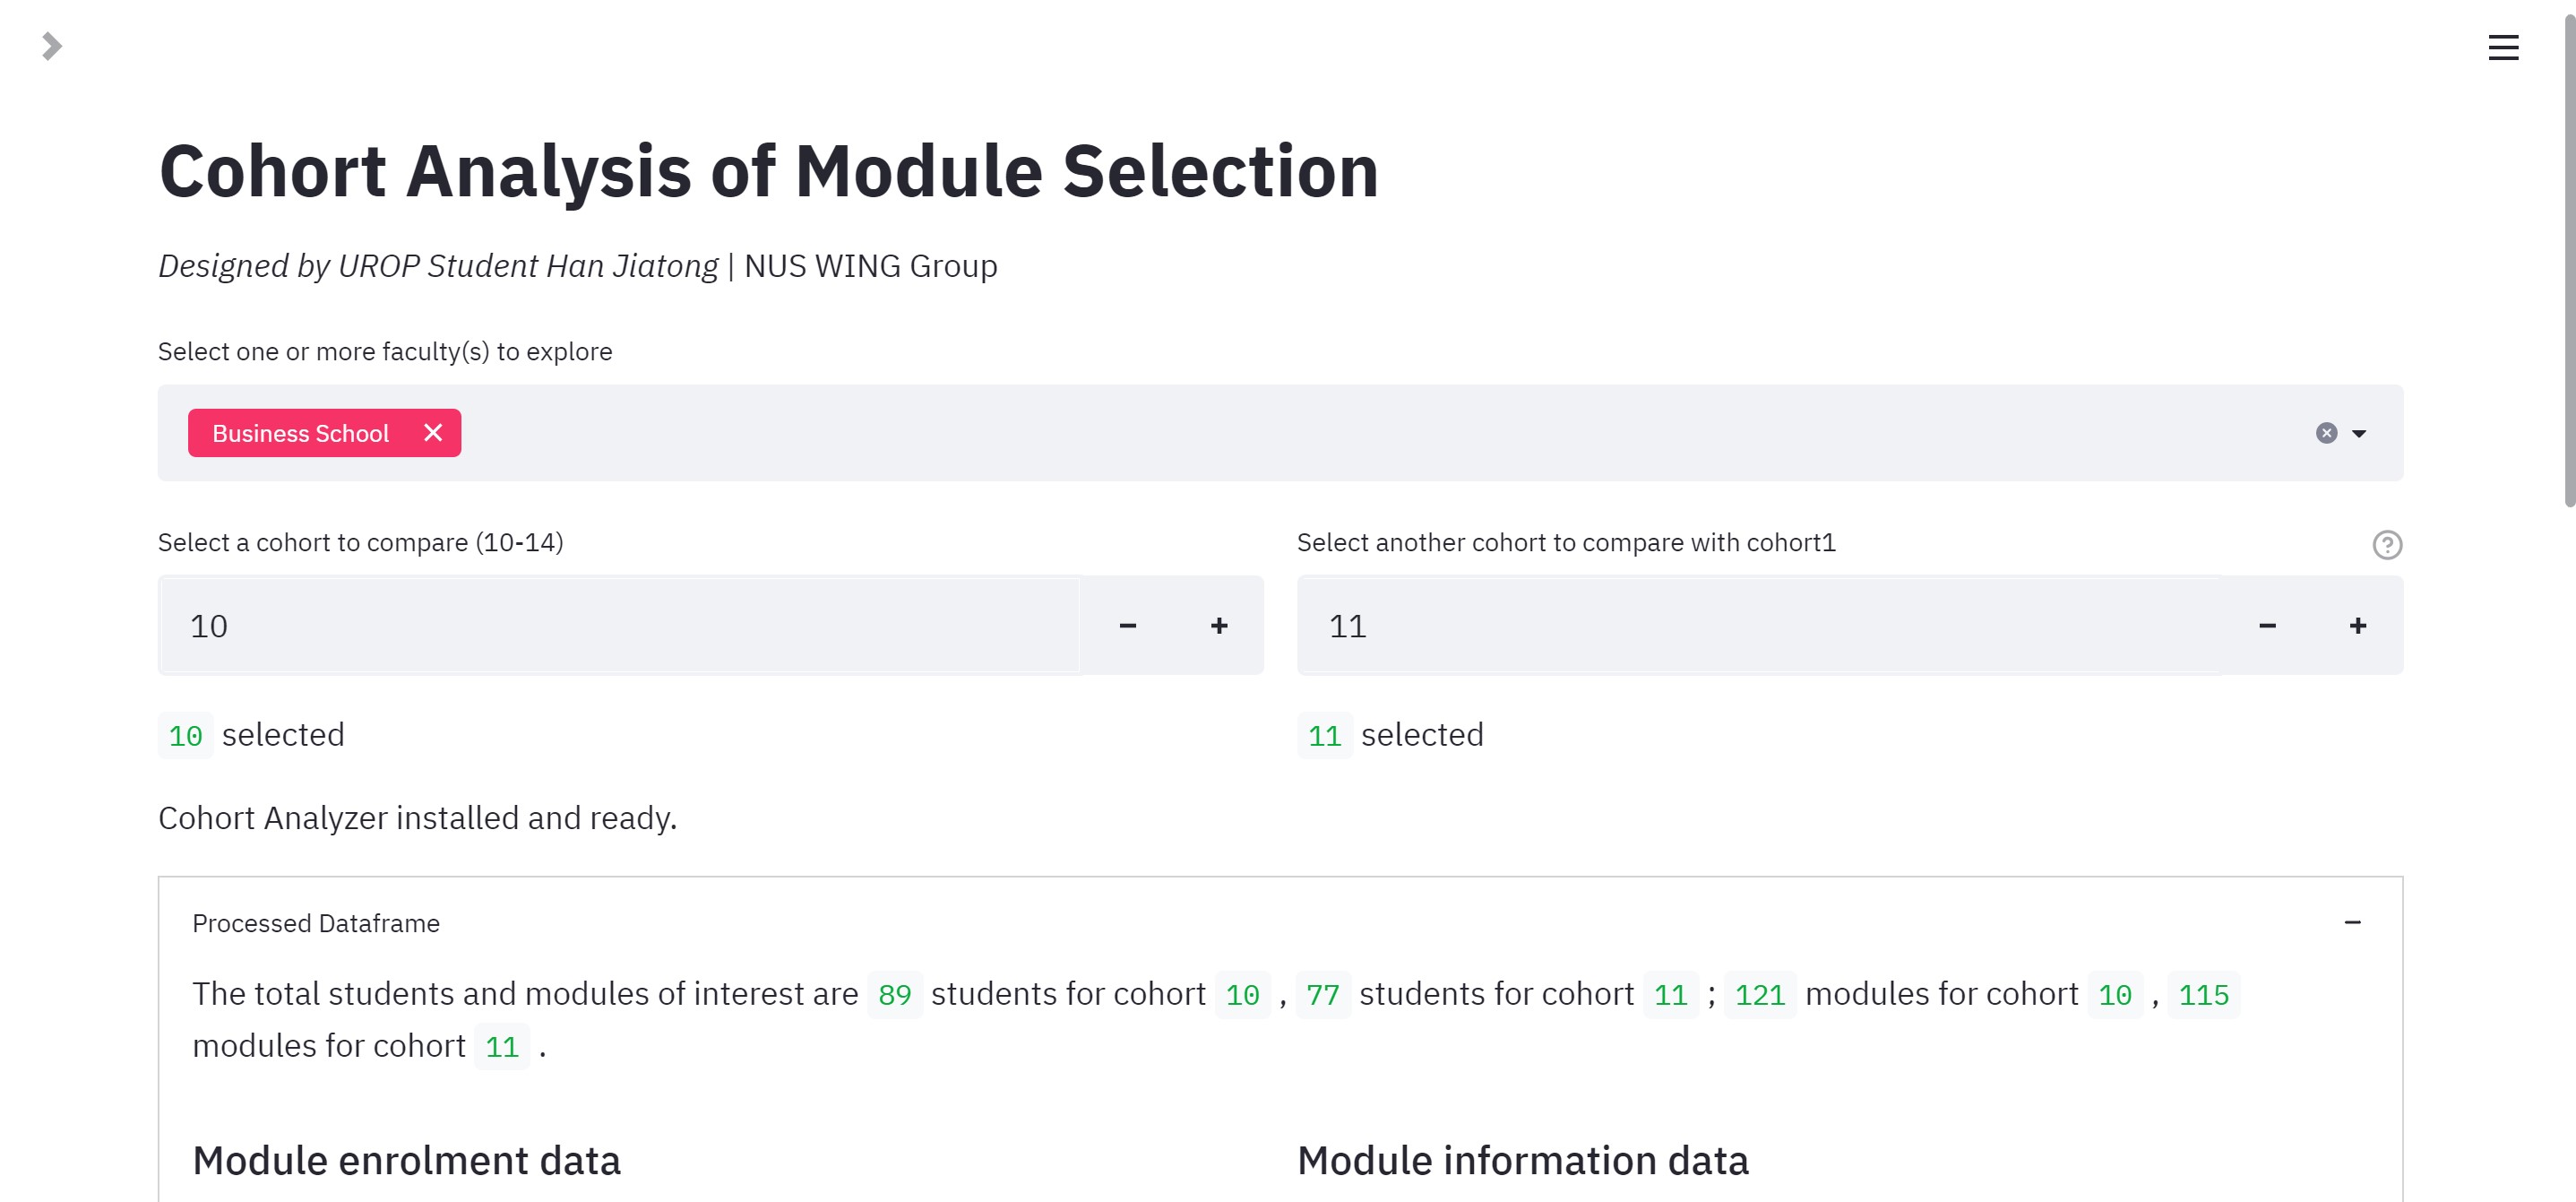 Cohort Analysis of Module Selection
Designed by UROP Student Han Jiatong | NUS WING Group
Select one or more faculty(s) to explore
Business School
Select a cohort to compare (10-14)
Select another cohort to compare with cohort1
10
11
10 selected
11 selected
Cohort Analyzer installed and ready.
Processed Dataframe
The total students and modules of interest are 89 students for cohort 10 , 77 students for cohort 11 ; 121 modules for cohort 10 , 115
modules for cohort 11 .
Module enrolment data
Module information data